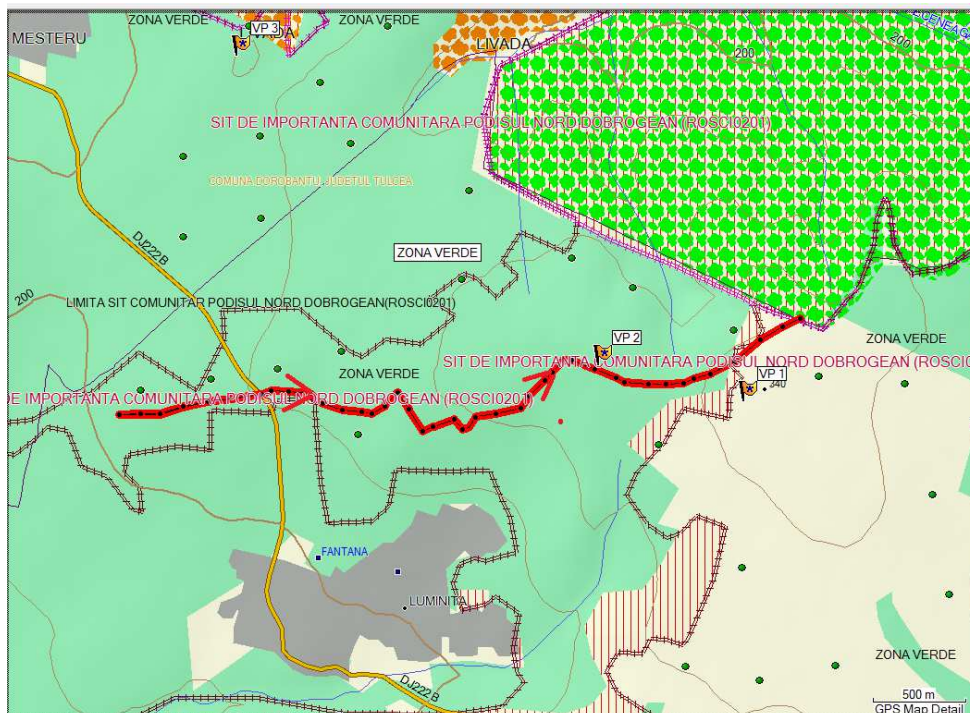 ZONA VERDE
VP 3
ZONA VERDE
MESTERU
LIVADA
200
200
SIT DE IMPORTANTA COMUNITARA PODISUL NORD DOBROGEAN (ROSCI0201)
COMUNA DOROBANTU JUDETUL TULCEA
DJ222B
ZONA VERDE
200
LIMITA SIT COMUNITAR PODISUL NORD DOBROGEAN(ROSCI0201)
VP 2
ZONA VERDE
SIT DE IMPORTANTA COMUNITARA PODISUL NORD DOBROGEAN (ROSCI0
ZONA VERDE
VP 1
340
DE IMPORTANTA COMUNITARA PODISUL NORD DOBROGEAN (ROSCI0201)
FANTANA
LUMINITA
ZONA VERDE
DJ222B
500 m
GPS Map Detail